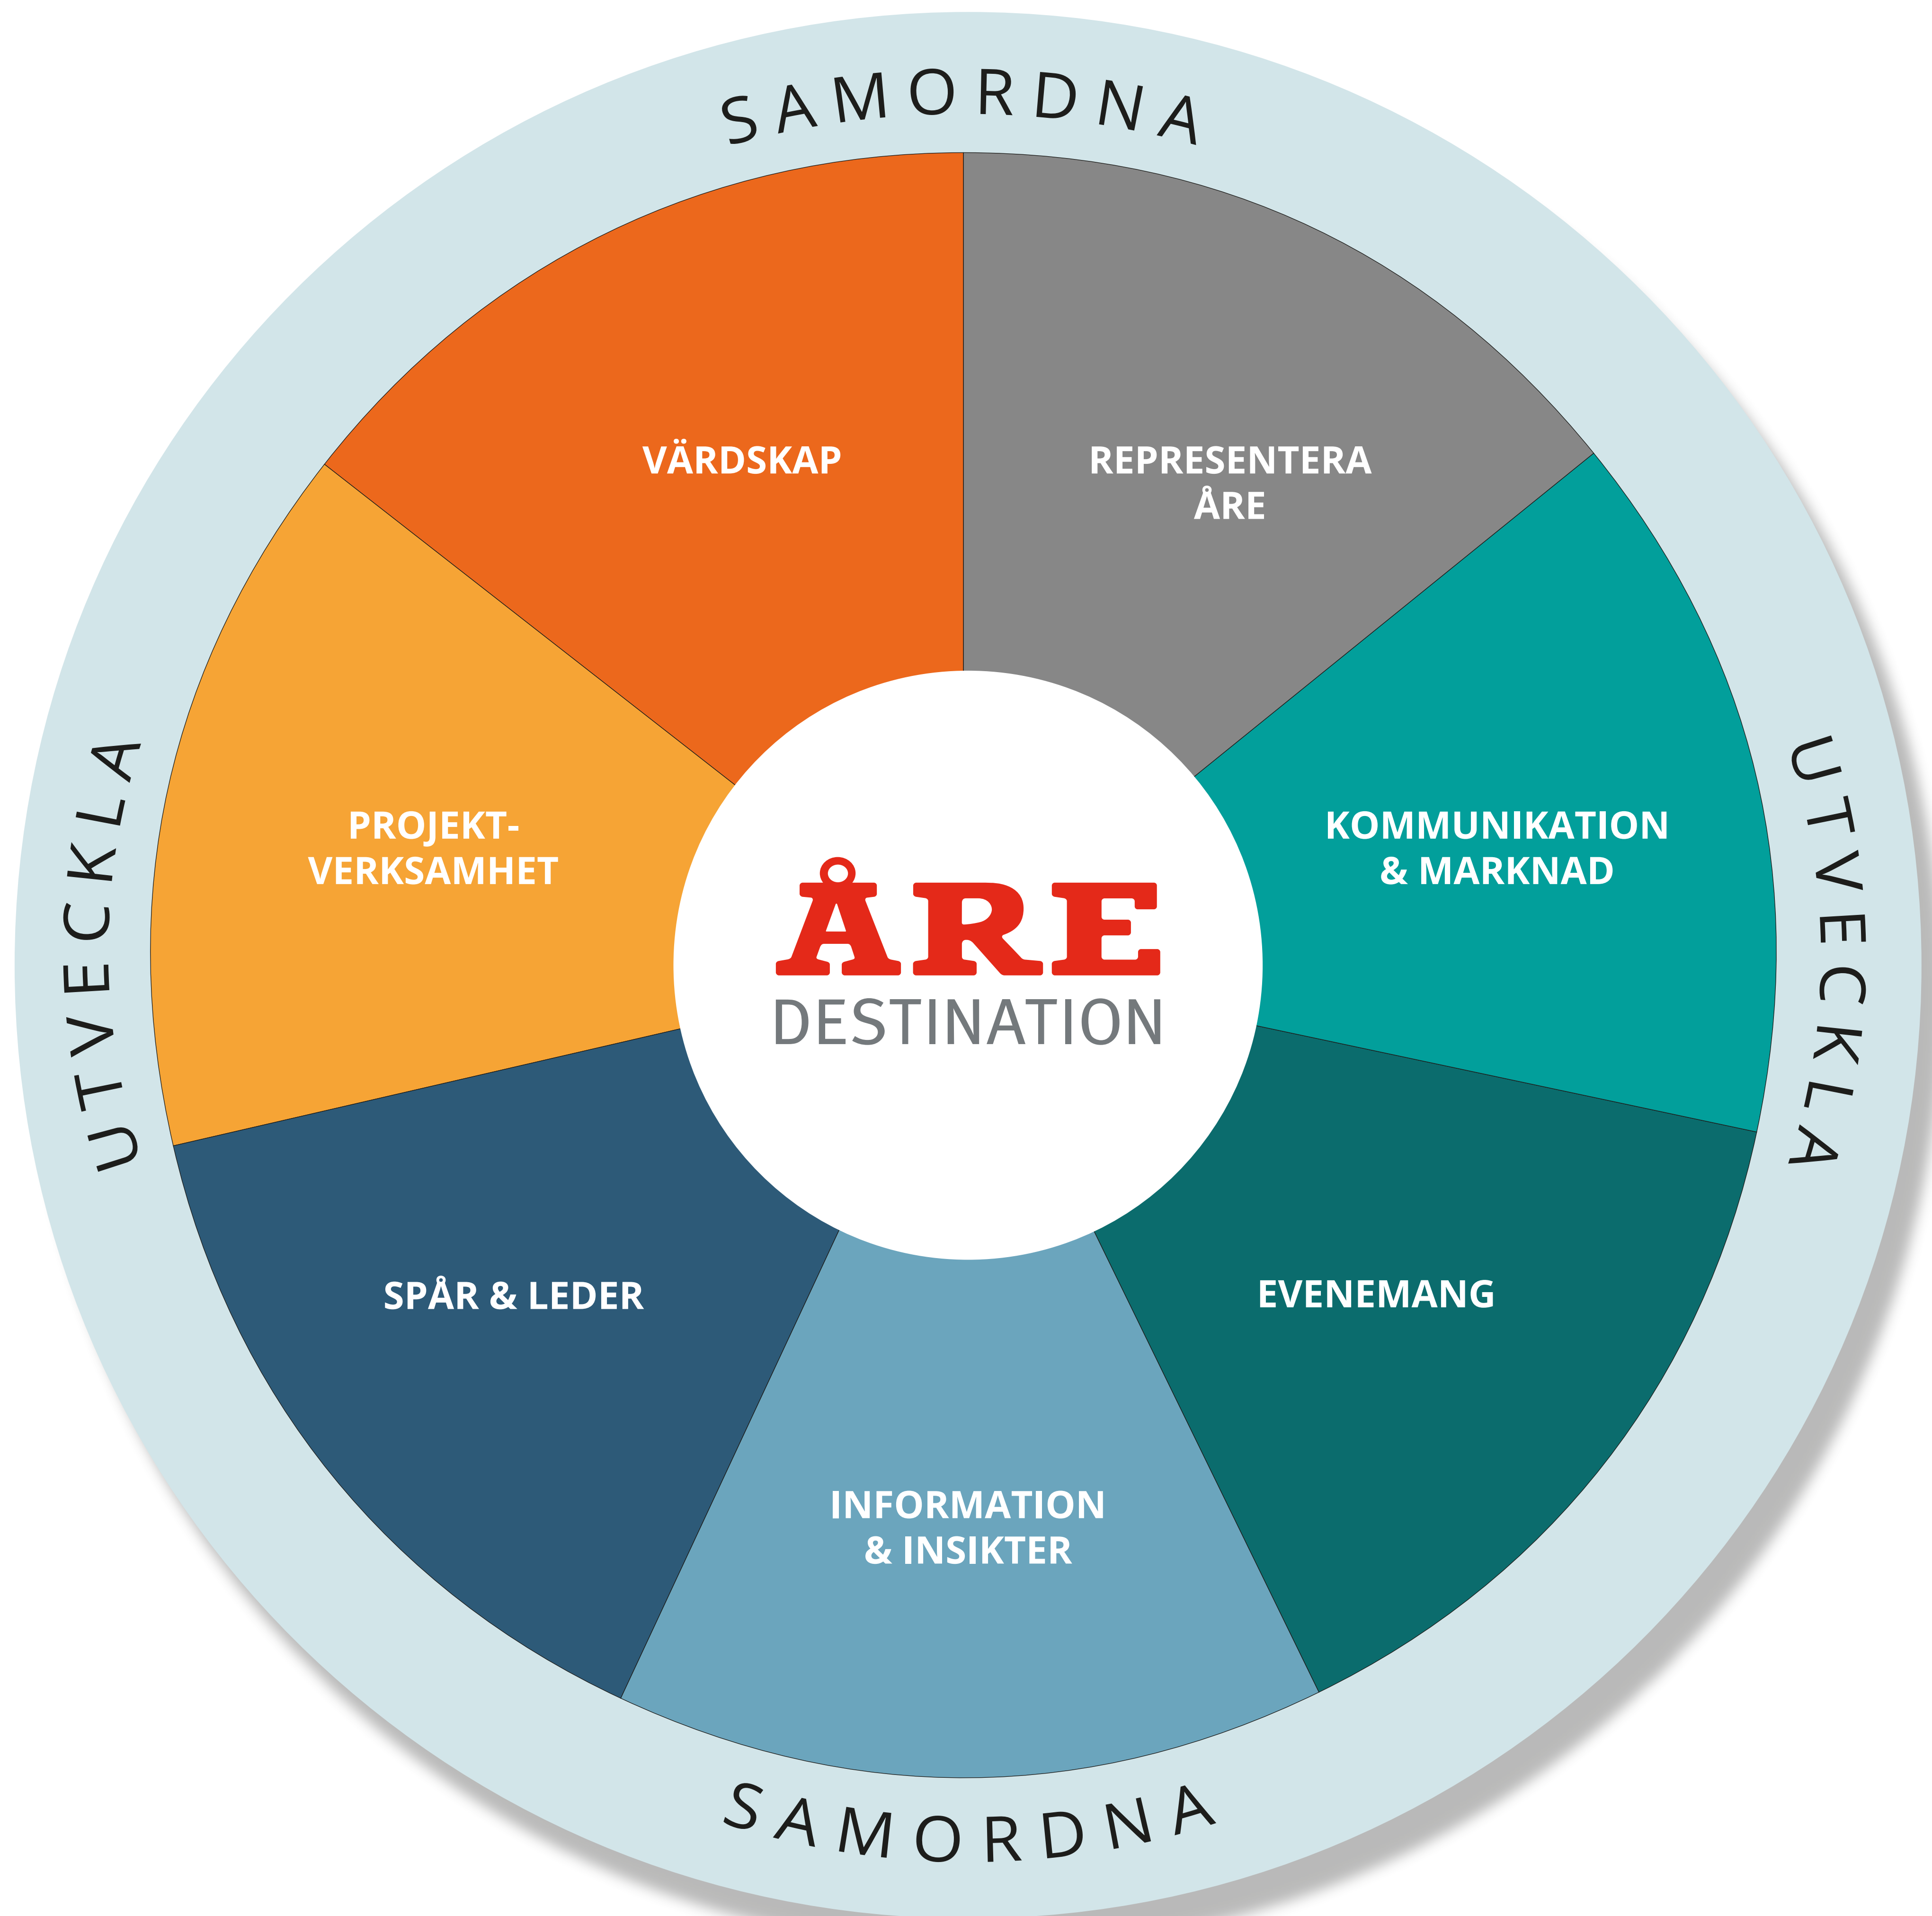 SAMORDNA
VÄRDSKAP
REPRESENTERA
ÅRE
PROJEKT-
VERKSAMHET
KOMMUNIKATION
& MARKNAD
UTVECKLA
ÅRE
DESTINATION
UTVECKLA
SPÅR & LEDER
EVENEMANG
INFORMATION
& INSIKTER
SAMORDNA